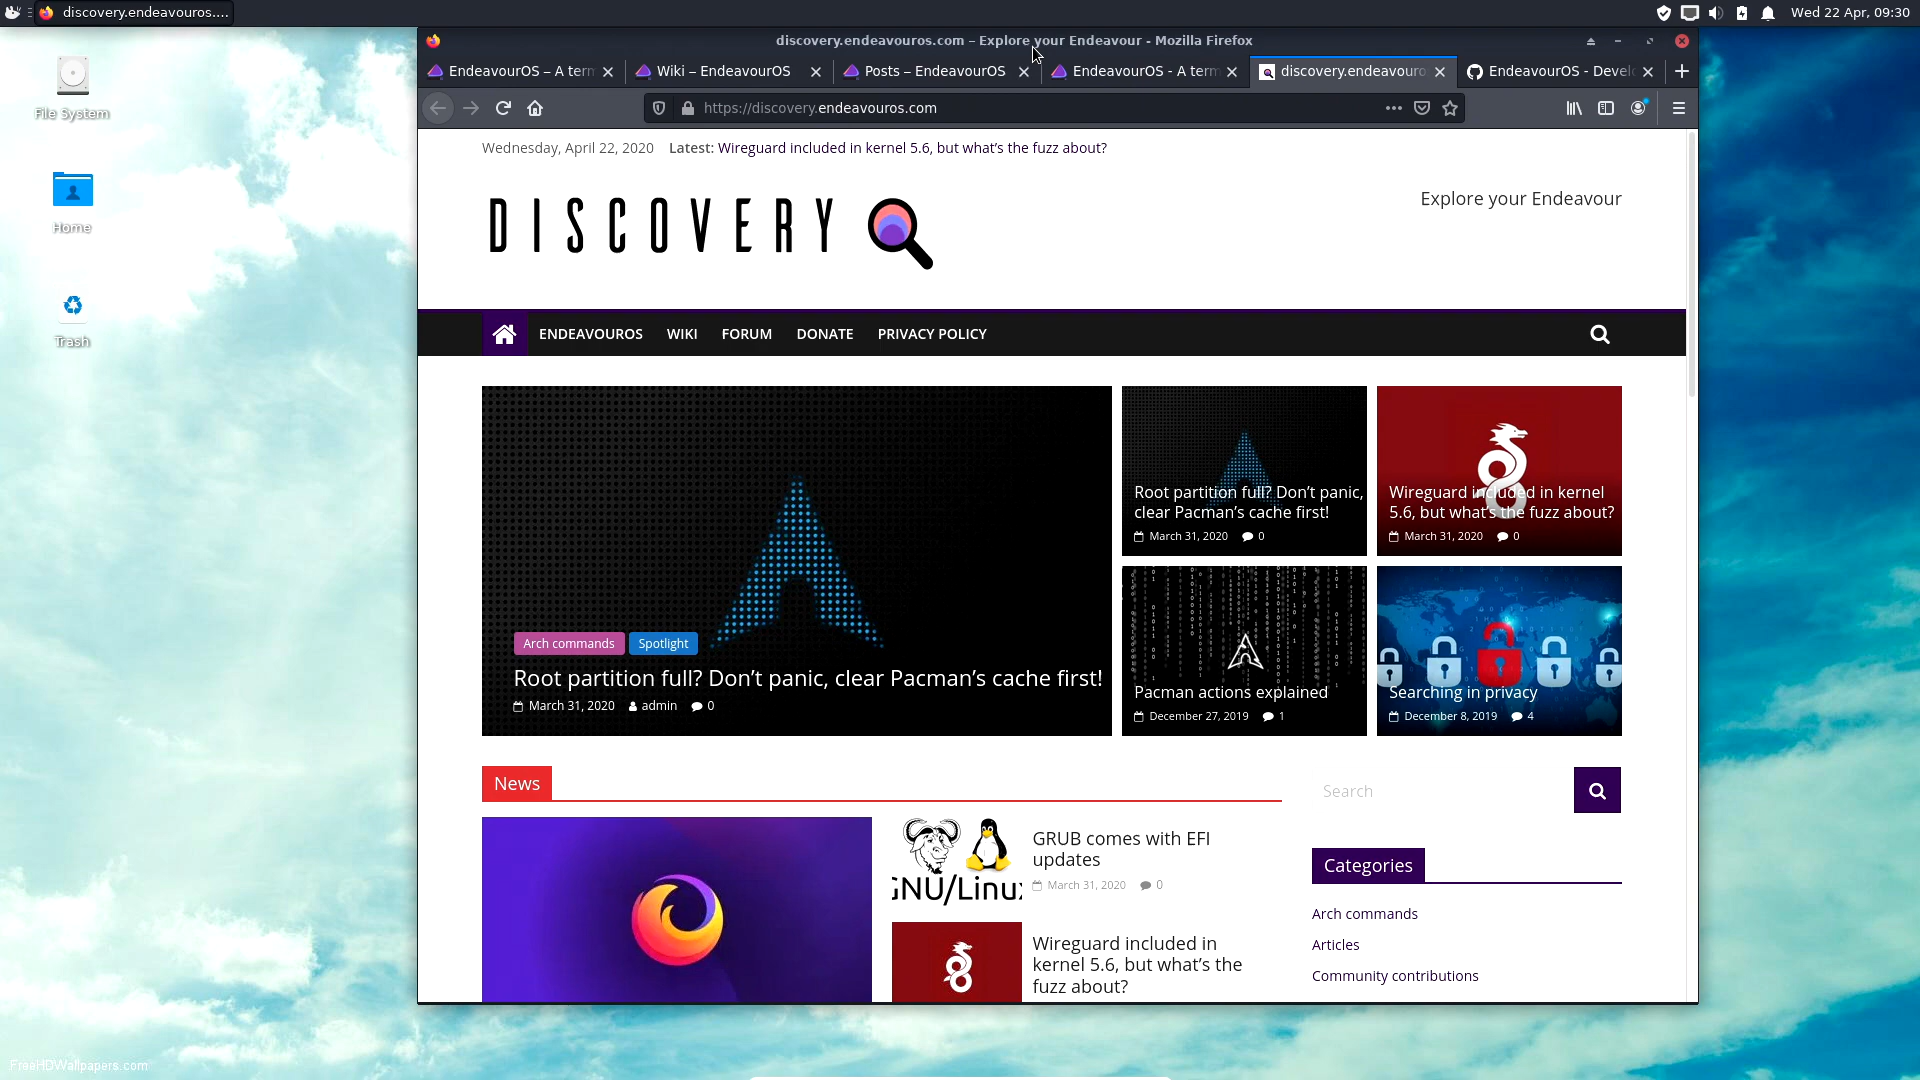 discovery.endeavouros....
Wed 22 Apr, 09:30
File System
Home
Trash
discovery.endeavouros.com – Explore your Endeavour - Mozilla Firefox
EndeavourOS – A term
Wiki – EndeavourOS
Posts – EndeavourOS
EndeavourOS - A term
discovery.endeavouro
EndeavourOS - Devel
https://discovery.endeavouros.com
Wednesday, April 22, 2020 Latest: Wireguard included in kernel 5.6, but what’s the fuzz about?
DISCOVERY
Explore your Endeavour
ENDEAVOUROS WIKI FORUM DONATE PRIVACY POLICY
Arch commands Spotlight
Root partition full? Don’t panic, clear Pacman’s cache first!
March 31, 2020 admin 0
Root partition full? Don’t panic,
clear Pacman’s cache first!
March 31, 2020 0
Wireguard included in kernel
5.6, but what’s the fuzz about?
March 31, 2020 0
Pacman actions explained
December 27, 2019 1
Searching in privacy
December 8, 2019 4
News
GNU/Linux
GRUB comes with EFI
updates
March 31, 2020 0
Wireguard included in
kernel 5.6, but what’s the
fuzz about?
Search
Categories
Arch commands
Articles
Community contributions
FreeHDWallpapers.com